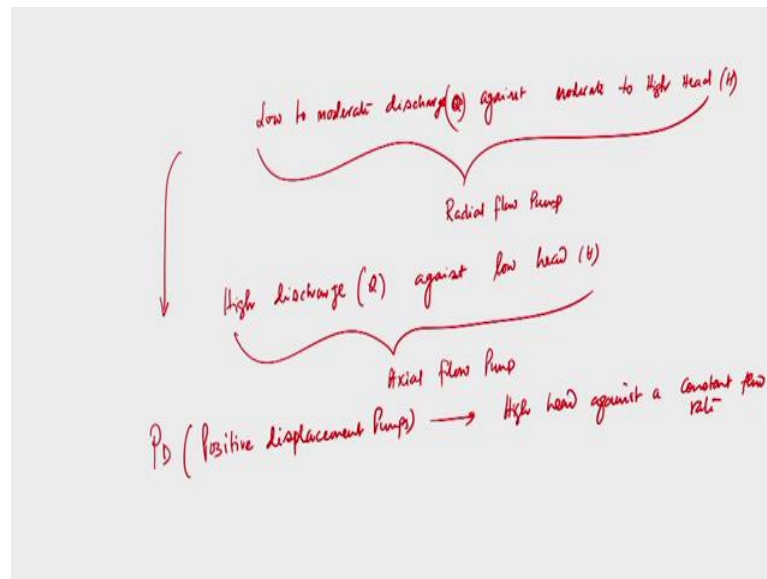 Low to moderate discharge(Q) against moderate to High Head (H)
Radial flow Pump
High discharge (Q) against low head (H)
Axial flow Pump
PD (Positive displacement Pumps) → High head against a constant flow
rate